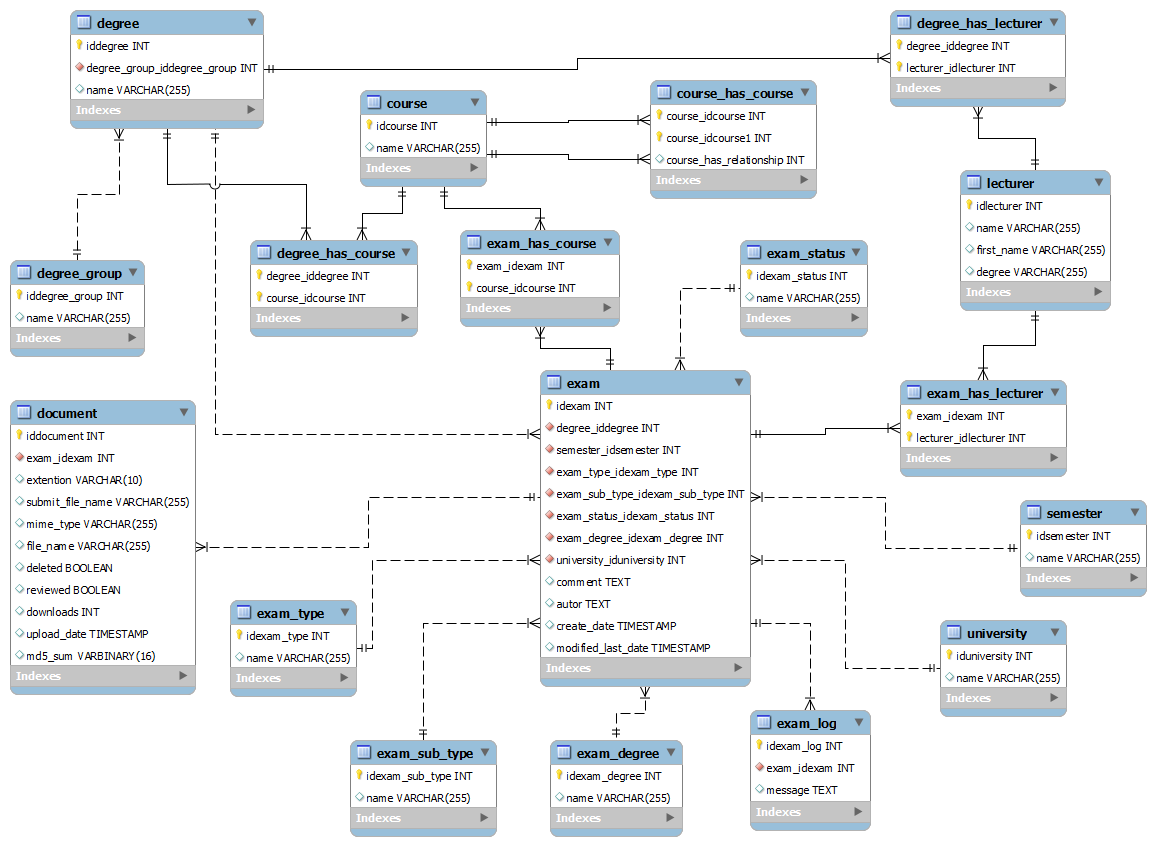 degree
iddegree INT
degree_group_iddegree_group INT
name VARCHAR(255)
Indexes
degree_has_lecturer
degree_iddegree INT
lecturer_idlecturer INT
Indexes
course
idcourse INT
name VARCHAR(255)
Indexes
course_has_course
course_idcourse INT
course_idcourse1 INT
course_has_relationship INT
Indexes
lecturer
idlecturer INT
name VARCHAR(255)
first_name VARCHAR(255)
degree VARCHAR(255)
Indexes
degree_group
iddegree_group INT
name VARCHAR(255)
Indexes
degree_has_course
degree_iddegree INT
course_idcourse INT
Indexes
exam_has_course
exam_idexam INT
course_idcourse INT
Indexes
exam_status
idexam_status INT
name VARCHAR(255)
Indexes
document
iddocument INT
exam_idexam INT
extention VARCHAR(10)
submit_file_name VARCHAR(255)
mime_type VARCHAR(255)
file_name VARCHAR(255)
deleted BOOLEAN
reviewed BOOLEAN
downloads INT
upload_date TIMESTAMP
md5_sum VARBINARY(16)
Indexes
exam
idexam INT
degree_iddegree INT
semester_idsemester INT
exam_type_idexam_type INT
exam_sub_type_idexam_sub_type INT
exam_status_idexam_status INT
exam_degree_idexam_degree INT
university_iduniversity INT
comment TEXT
autor TEXT
create_date TIMESTAMP
modified_last_date TIMESTAMP
Indexes
exam_has_lecturer
exam_idexam INT
lecturer_idlecturer INT
Indexes
semester
idsemester INT
name VARCHAR(255)
Indexes
exam_type
idexam_type INT
name VARCHAR(255)
Indexes
university
iduniversity INT
name VARCHAR(255)
Indexes
exam_sub_type
idexam_sub_type INT
name VARCHAR(255)
Indexes
exam_degree
idexam_degree INT
name VARCHAR(255)
Indexes
exam_log
idexam_log INT
exam_idexam INT
message TEXT
Indexes